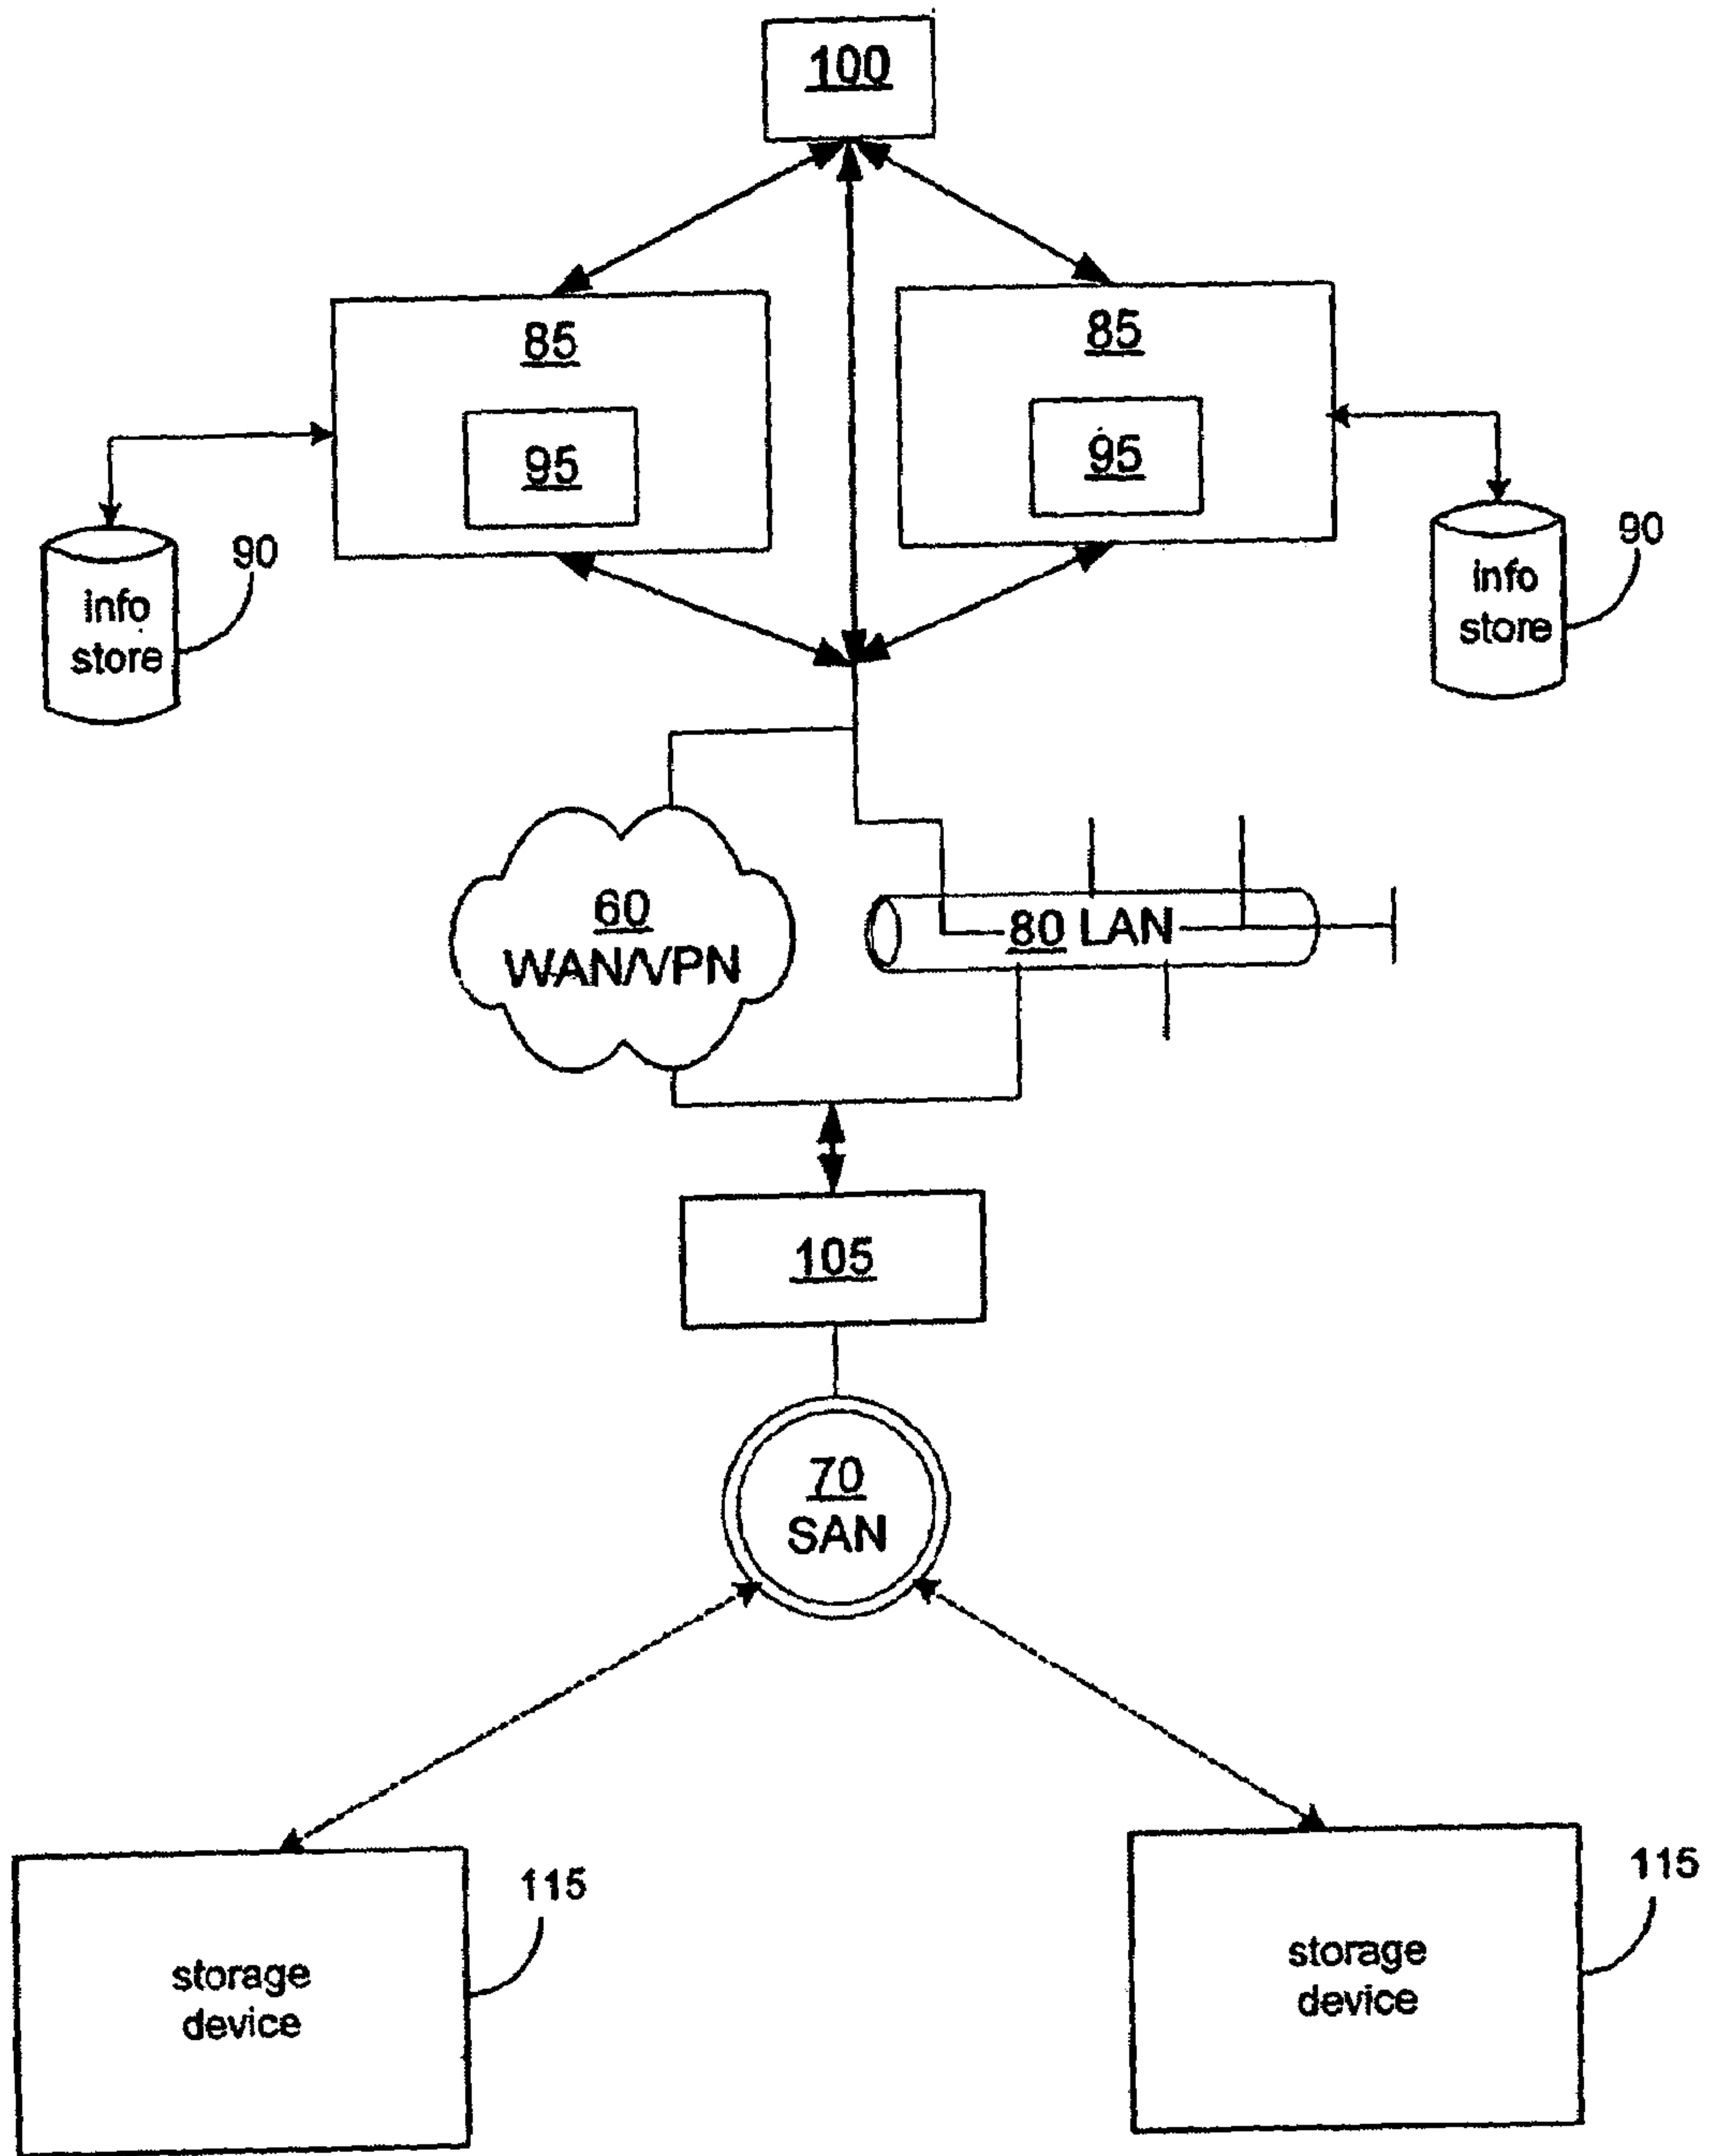 100
85
85
95
95
90
info
store
90
info
store
60
WAN/VPN
80 LAN
105
70
SAN
115
storage
device
115
storage
device